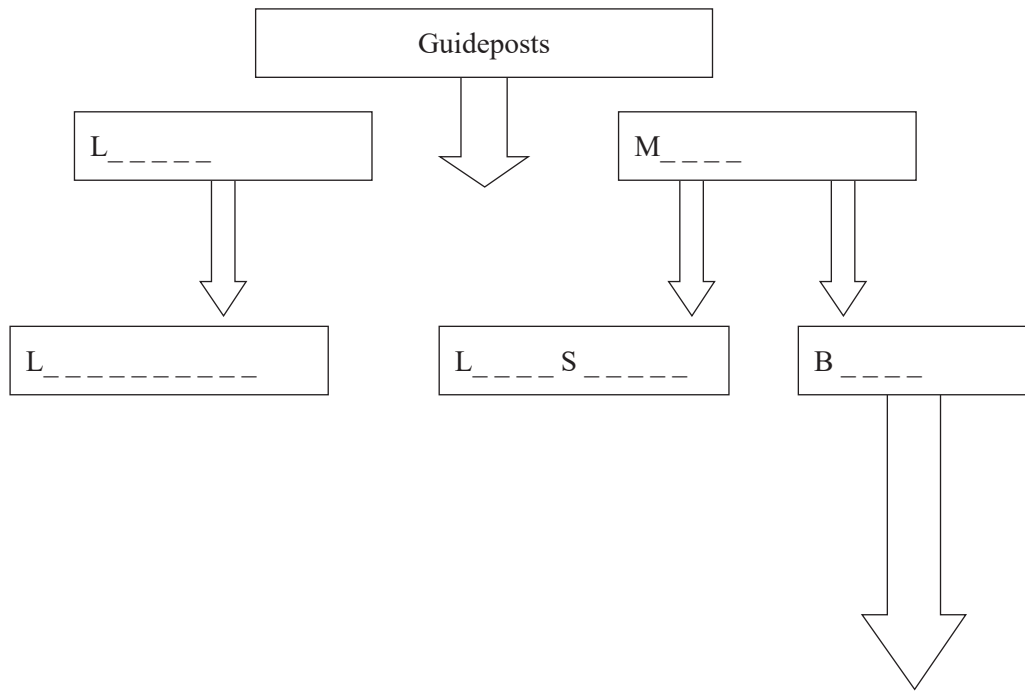 Guideposts
L_ _ _ _ _
M_ _ _ _
L_ _ _ _ _ _ _ _ _ _
L_ _ _ _ S _ _ _ _ _
B _ _ _ _